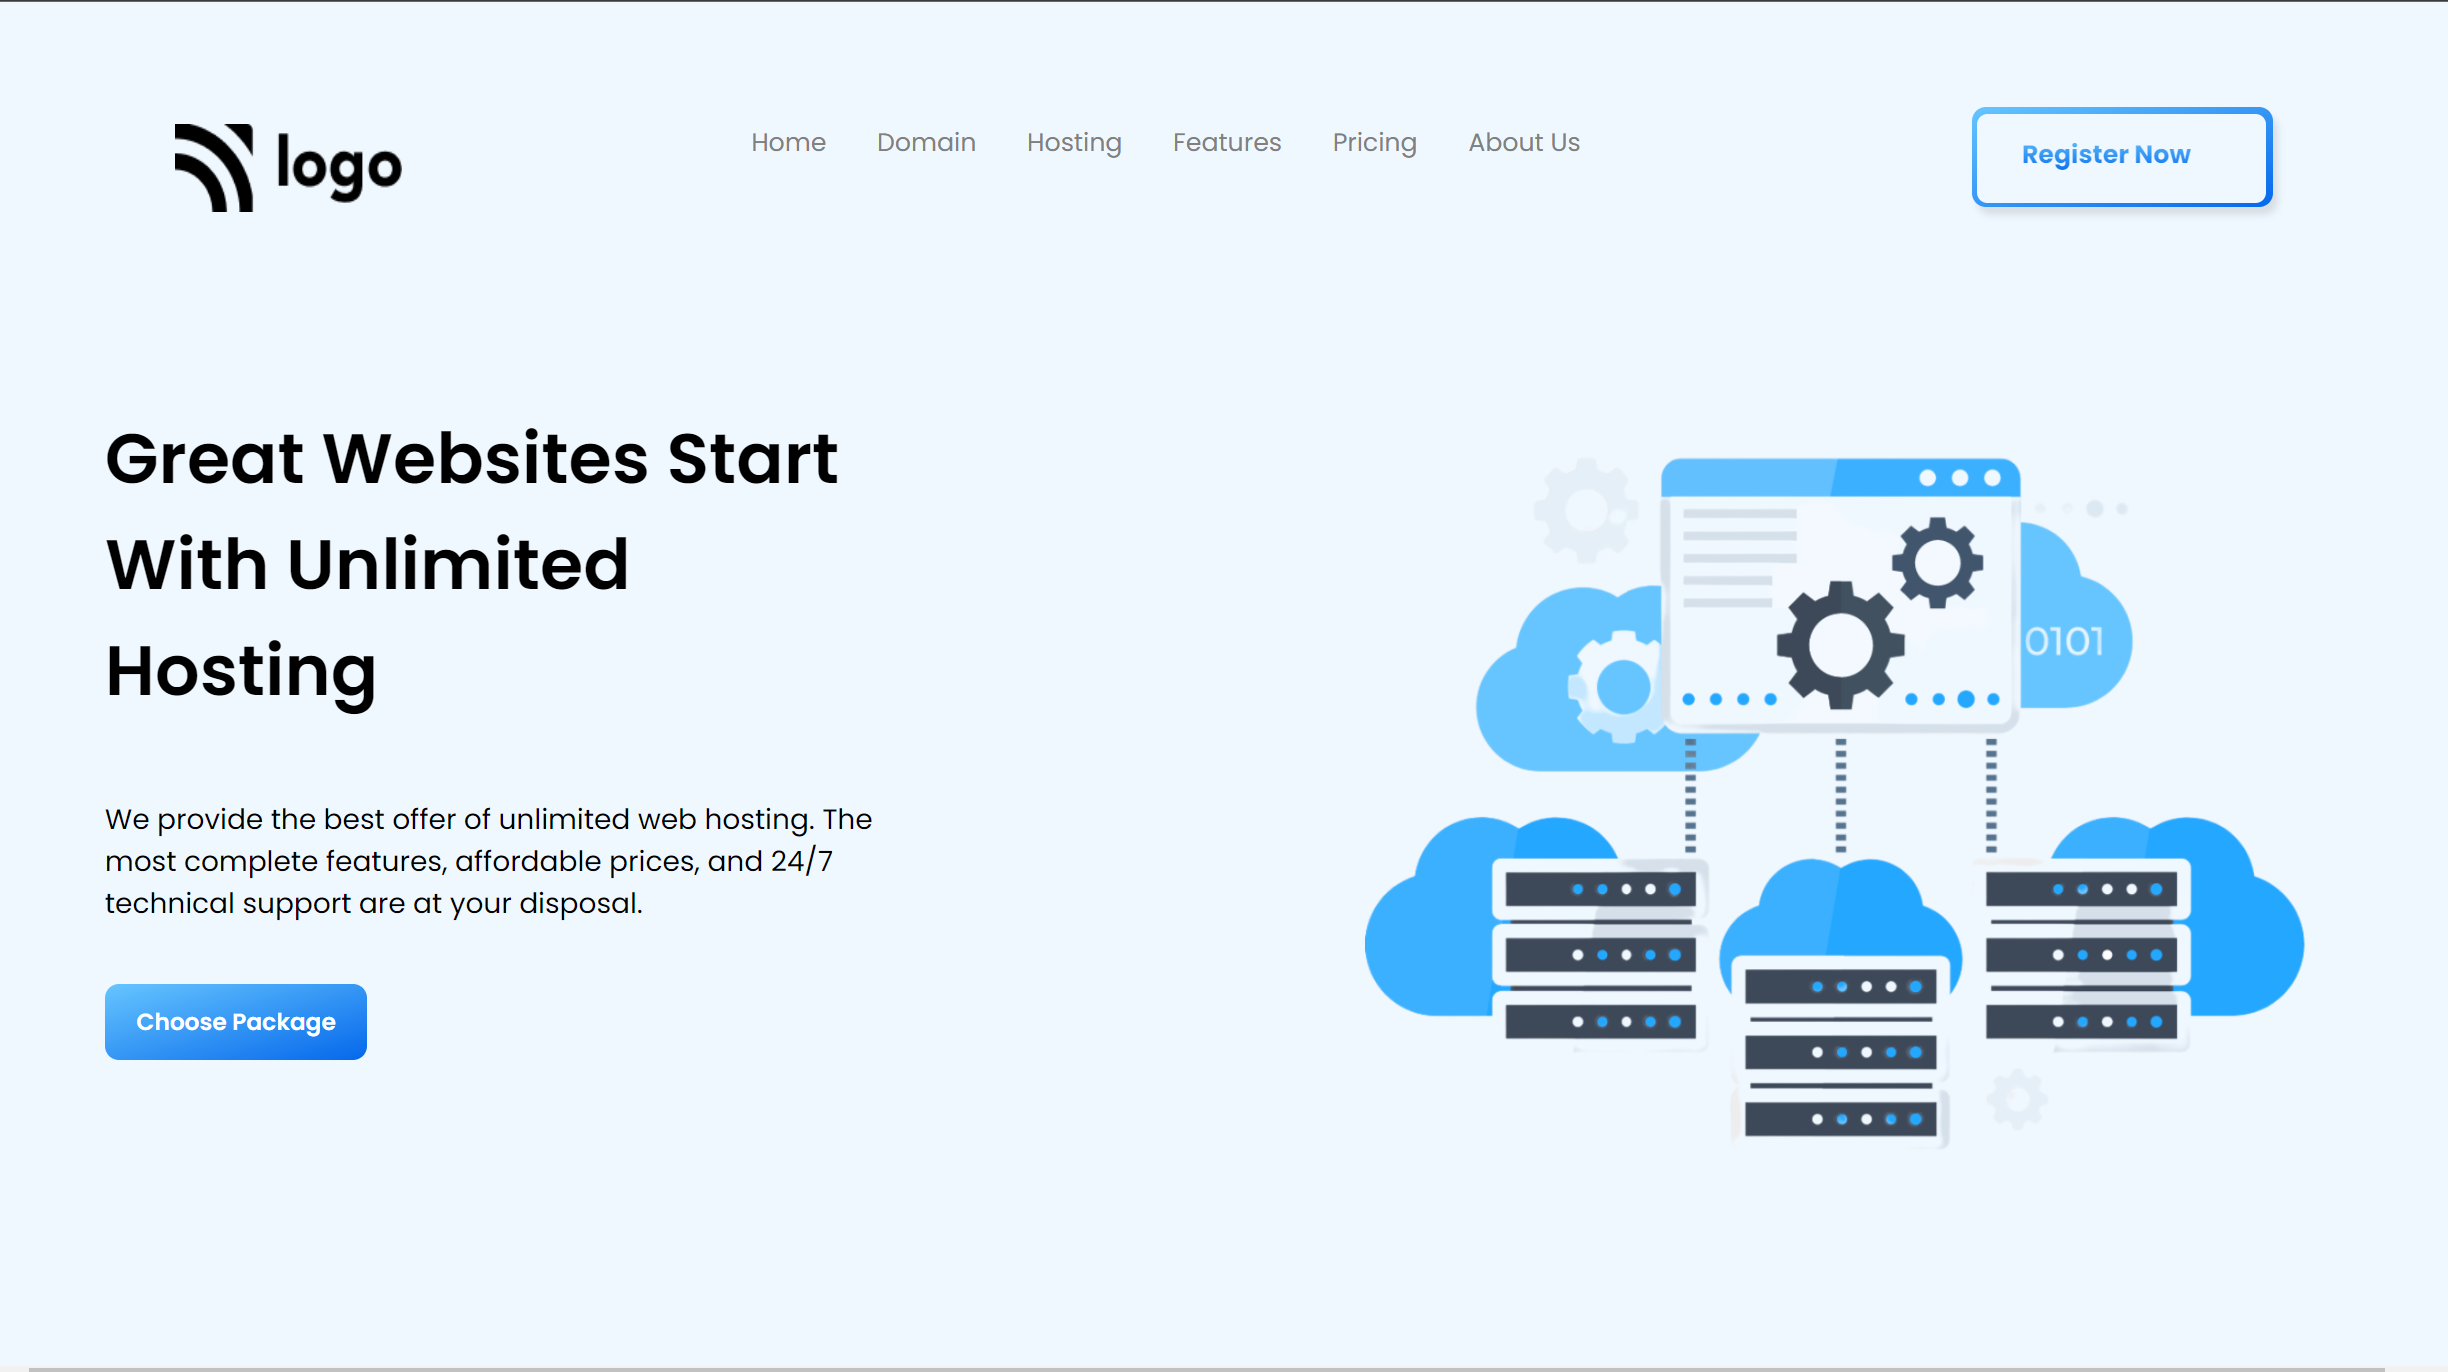 logo
Home Domain Hosting Features Pricing About Us
Register Now
Great Websites Start
With Unlimited
Hosting
We provide the best offer of unlimited web hosting. The
most complete features, affordable prices, and 24/7
technical support are at your disposal.
Choose Package
0101